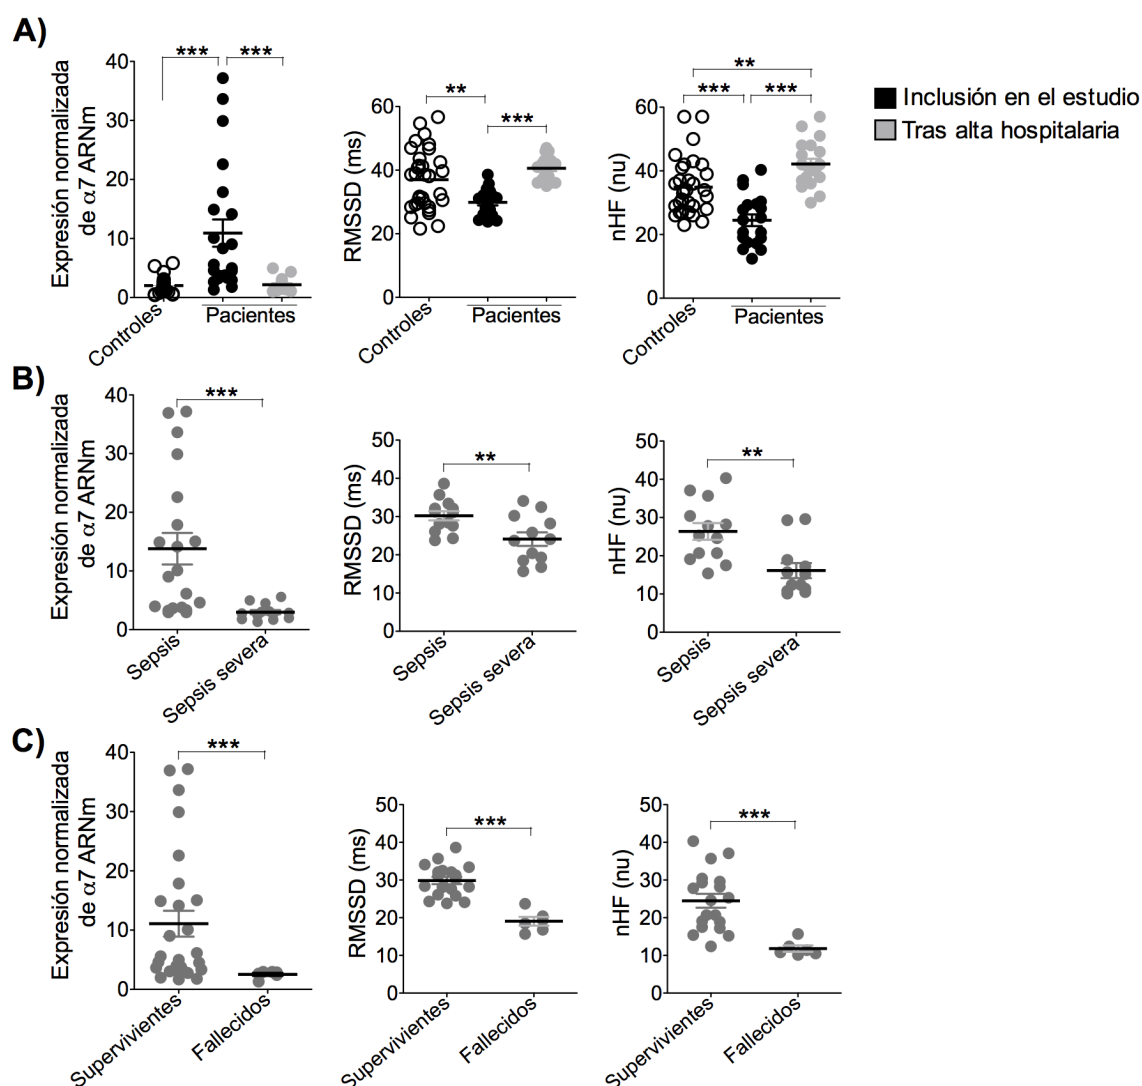 A)
Expresión normalizada
de α7 ARNm
40
30
20
10
0
***
***
Controles
Pacientes
RMSSD (ms)
60
40
20
0
**
***
Controles
Pacientes
nHF (nu)
60
40
20
0
**
***
***
Controles
Pacientes
Inclusión en el estudio
Tras alta hospitalaria
B)
Expresión normalizada
de α7 ARNm
40
30
20
10
0
***
Sepsis
Sepsis severa
RMSSD (ms)
50
40
30
20
10
0
**
Sepsis
Sepsis severa
nHF (nu)
50
40
30
20
10
0
**
Sepsis
Sepsis severa
C)
Expresión normalizada
de α7 ARNm
40
30
20
10
0
***
Supervivientes
Fallecidos
RMSSD (ms)
50
40
30
20
10
0
***
Supervivientes
Fallecidos
nHF (nu)
50
40
30
20
10
0
***
Supervivientes
Fallecidos